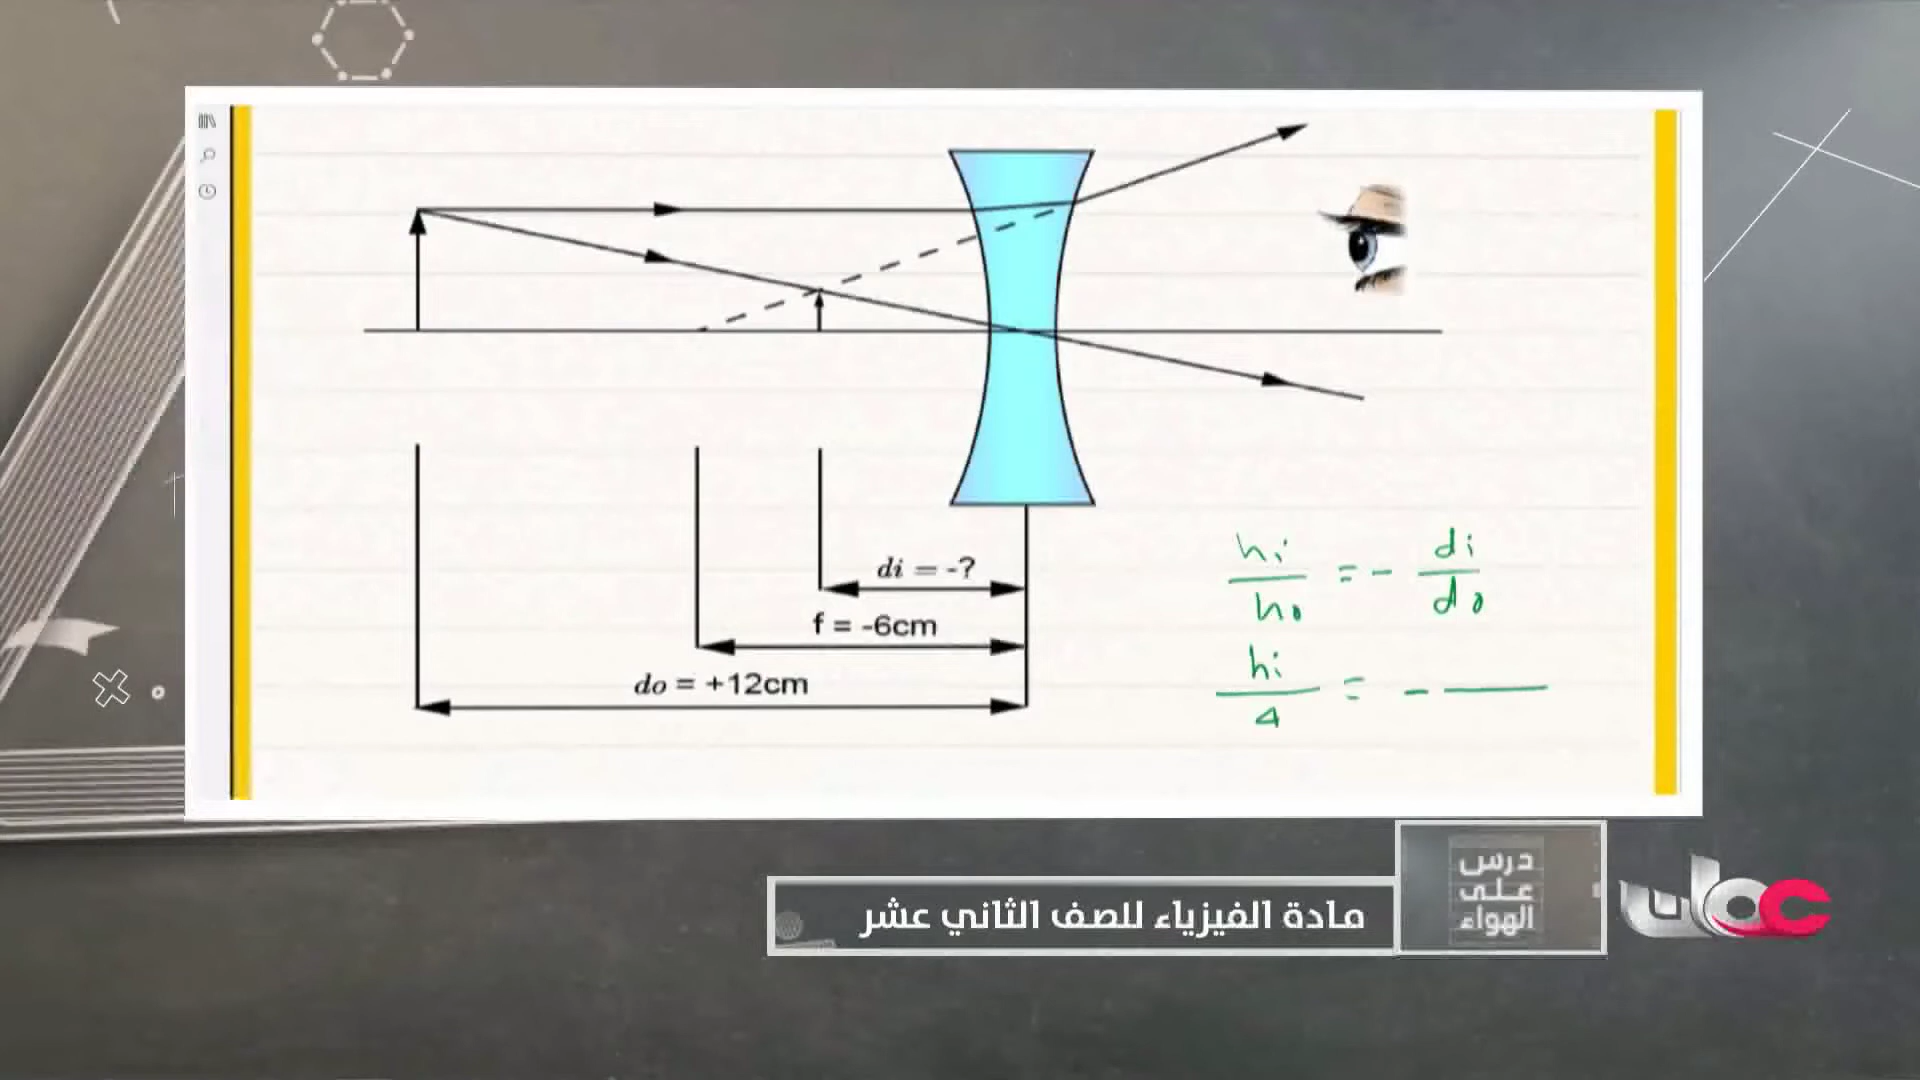 di = -?
f = -6cm
do = +12cm
hi/ho = - di/do
hi/4 = -
درس
على
الهواء
مادة الفيزياء للصف الثاني عشر